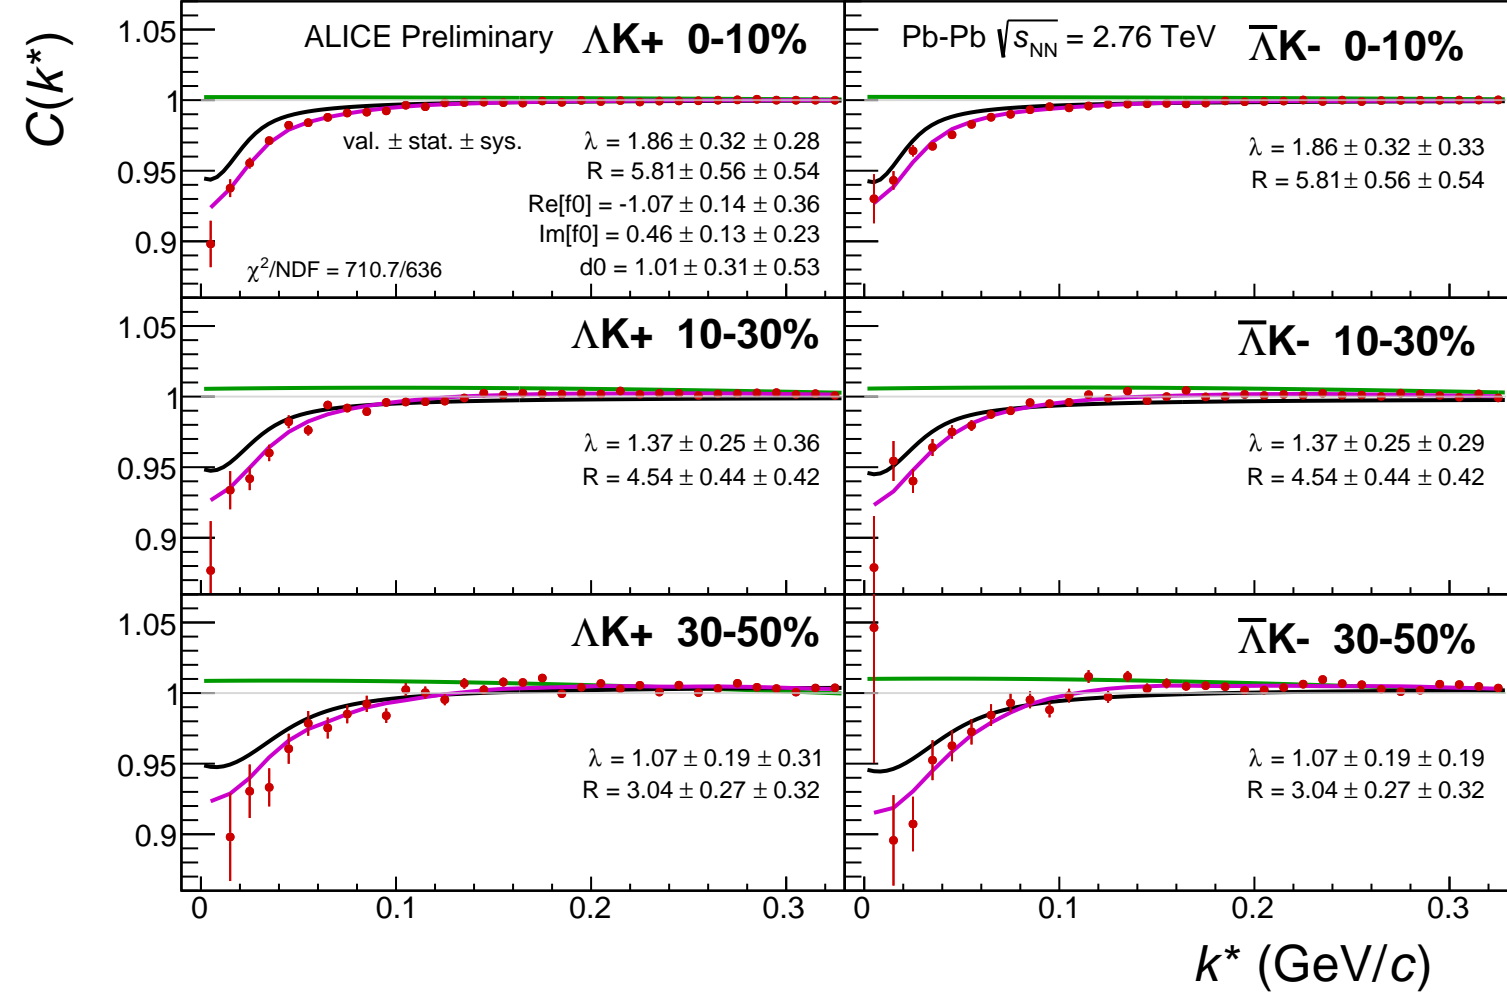 C(k*)
ALICE Preliminary ΛK+ 0-10%
1.05
1
0.95
0.9
val. ± stat. ± sys.
λ = 1.86 ± 0.32 ± 0.28
R = 5.81± 0.56 ± 0.54
Re[f0] = -1.07 ± 0.14 ± 0.36
Im[f0] = 0.46 ± 0.13 ± 0.23
d0 = 1.01 ± 0.31 ± 0.53
χ²/NDF = 710.7/636
Pb-Pb √s_NN = 2.76 TeV Λ̅K- 0-10%
λ = 1.86 ± 0.32 ± 0.33
R = 5.81± 0.56 ± 0.54
ΛK+ 10-30%
1.05
1
0.95
0.9
λ = 1.37 ± 0.25 ± 0.36
R = 4.54 ± 0.44 ± 0.42
Λ̅K- 10-30%
λ = 1.37 ± 0.25 ± 0.29
R = 4.54 ± 0.44 ± 0.42
ΛK+ 30-50%
1.05
1
0.95
0.9
λ = 1.07 ± 0.19 ± 0.31
R = 3.04 ± 0.27 ± 0.32
Λ̅K- 30-50%
λ = 1.07 ± 0.19 ± 0.19
R = 3.04 ± 0.27 ± 0.32
0 0.1 0.2 0.3 0 0.1 0.2 0.3
k* (GeV/c)